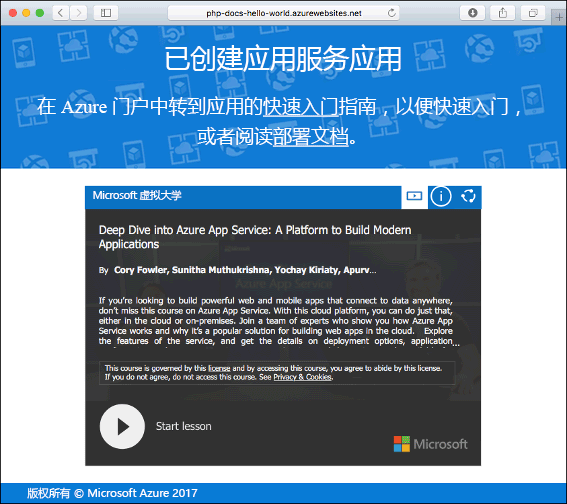 php-docs-hello-world.azurewebsites.net
已创建应用服务应用
在 Azure 门户中转到应用的快速入门指南，以便快速入门，
或者阅读部署文档。
Microsoft 虚拟大学
Deep Dive into Azure App Service: A Platform to Build Modern
Applications
By Cory Fowler, Sunitha Muthukrishna, Yochay Kiriaty, Apurv...
If you're looking to build powerful web and mobile apps that connect to data anywhere,
don't miss this course on Azure App Service. With this cloud platform, you can do just that,
either in the cloud or on-premises. Join a team of experts who show you how Azure App
Service works and why it's a popular solution for building web apps in the cloud. Explore
the features of the service, and get the details on deployment options, application...
This course is governed by this license and by accessing this course, you agree to abide by this license.
If you do not agree, do not access this course. See Privacy & Cookies.
Start lesson
Microsoft
版权所有 © Microsoft Azure 2017